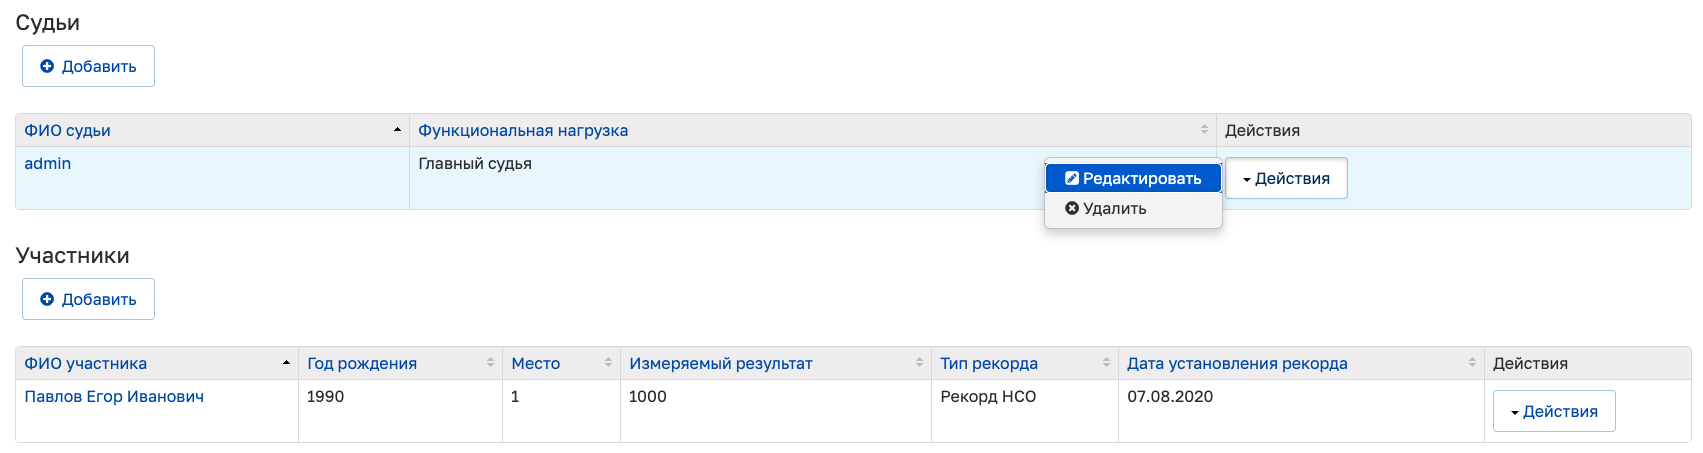 Судьи
Добавить
ФИО судьи Функциональная нагрузка Действия
admin Главный судья
Редактировать Действия
Удалить
Участники
Добавить
ФИО участника Год рождения Место Измеряемый результат Тип рекорда Дата установления рекорда Действия
Павлов Егор Иванович 1990 1 1000 Рекорд НСО 07.08.2020
Действия